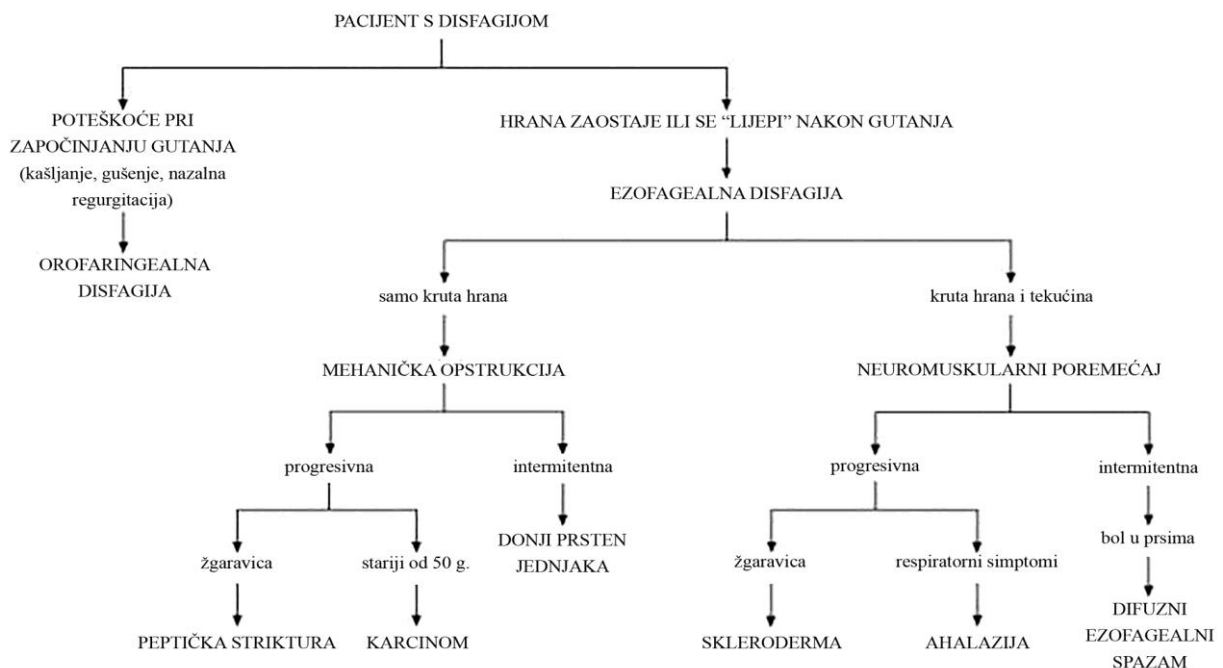 PACIJENT S DISFAGIJOM
POTEŠKOĆE PRI
ZAPOČINJANJU GUTANJA
(kašljanje, gušenje, nazalna
regurgitacija)
HRANA ZAOSTAJE ILI SE “LIJEPI” NAKON GUTANJA
OROFARINGEALNA
DISFAGIJA
EZOFAGEALNA DISFAGIJA
samo kruta hrana
kruta hrana i tekućina
MEHANIČKA OPSTRUKCIJA
NEUROMUSKULARNI POREMEĆAJ
progresivna
intermitentna
progresivna
intermitentna
žgaravica
stariji od 50 g.
DONJI PRSTEN
JEDNJAKA
žgaravica
respiratorni simptomi
bol u prsima
PEPTIČKA STRIKTURA
KARCINOM
SKLERODERMA
AHALAZIJA
DIFUZNI
EZOFAGEALNI
SPAZAM